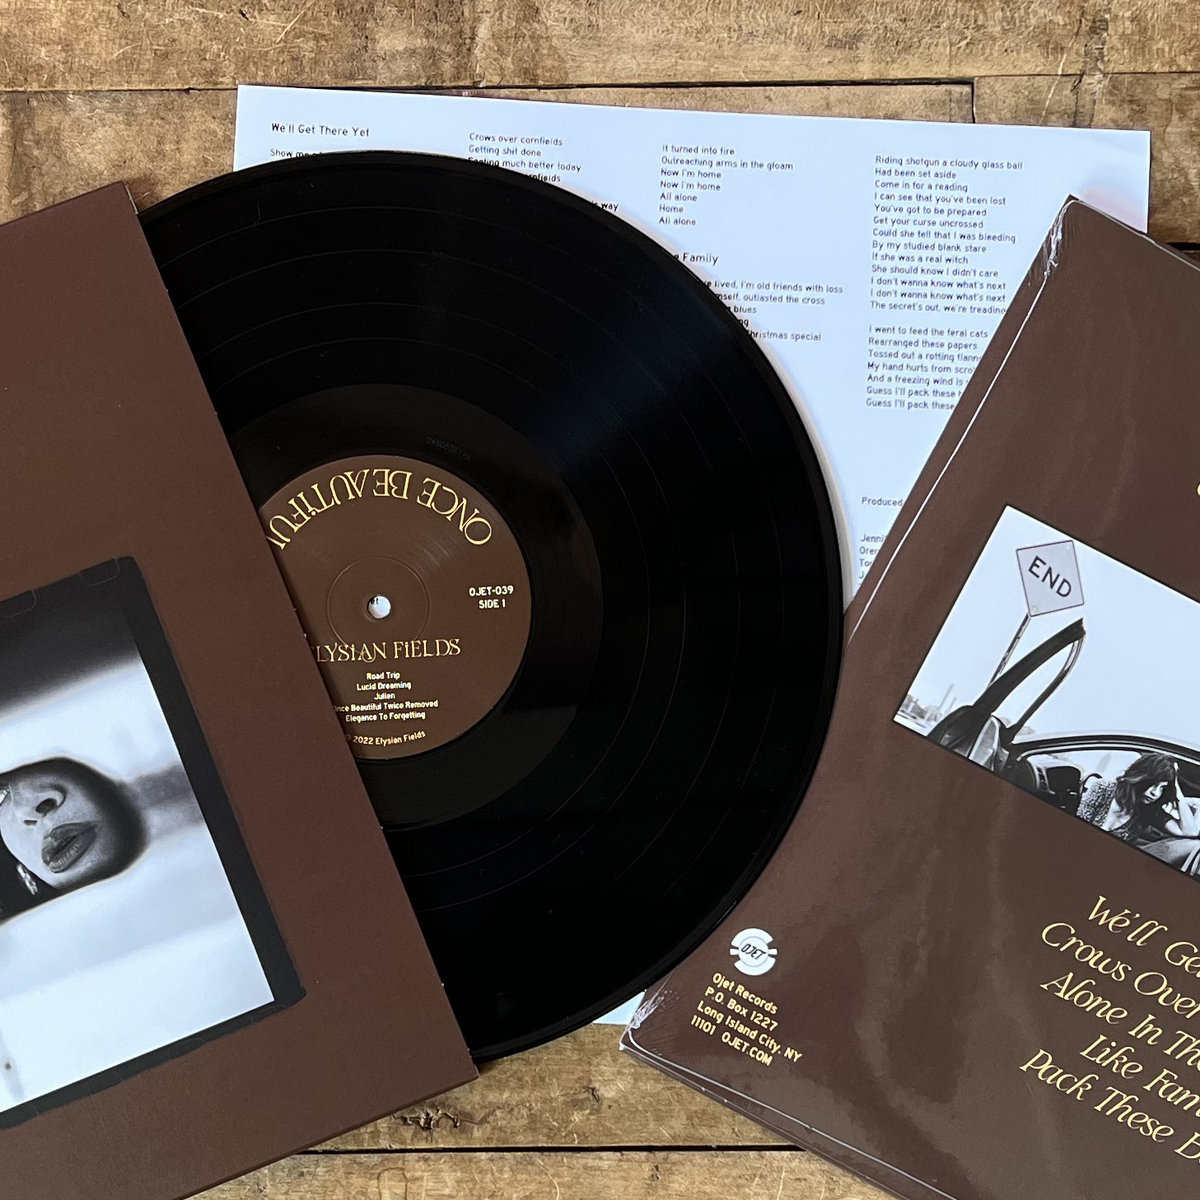 We'll Get There Yet
Show me
Crows over cornfields
Getting shit done
Feeling much better today
cornfields
way
It turned into fire
Outreaching arms in the gloam
Now I'm home
Now I'm home
All alone
Home
All alone
Family
lived, I'm old friends with loss
outlasted the cross
blues
Christmas special
Riding shotgun a cloudy glass ball
Had been set aside
Come in for a reading
I can see that you've been lost
You've got to be prepared
Get your curse uncrossed
Could she tell that I was bleeding
By my studied blank stare
If she was a real witch
She should know I didn't care
I don't wanna know what's next
I don't wanna know what's next
The secret's out, we're treading
I went to feed the feral cats
Rearranged these papers
Tossed out a rotting
My hand hurts from
And a freezing wind is
Guess I'll pack these
Guess I'll pack these
Produced
ONCE BEAUTIFUL
OJET-039
SIDE 1
ELYSIAN FIELDS
Road Trip
Lucid Dreaming
Julien
Once Beautiful Twice Removed
Elegance To Forgetting
2022 Elysian Fields
END
OJET
Ojet Records
P.O. Box 1227
Long Island City, NY
11101 OJET.COM
We'll Ge
Crows Over
Alone In Th
Like Fam
Pack These B